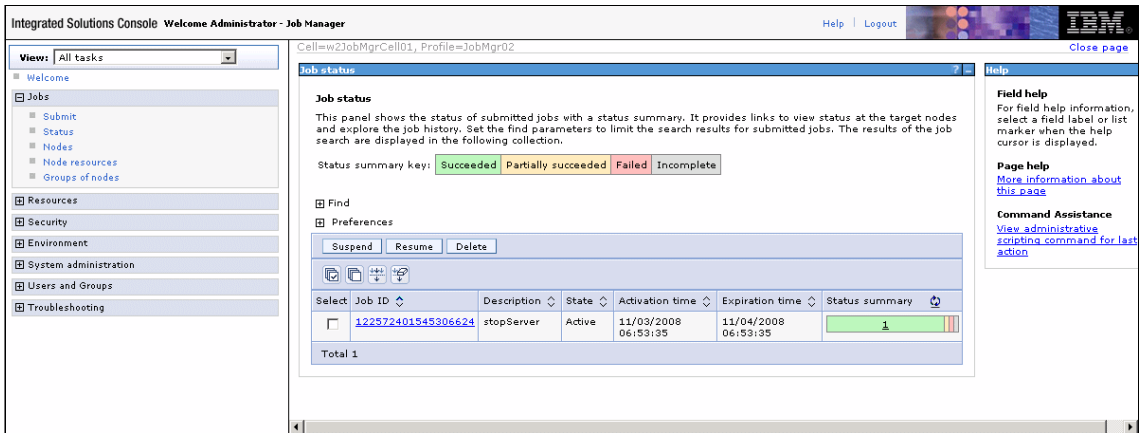 Integrated Solutions Console Welcome Administrator - Job Manager
Help | Logout
IBM.
View: All tasks
Welcome
Jobs
Submit
Status
Nodes
Node resources
Groups of nodes
Resources
Security
Environment
System administration
Users and Groups
Troubleshooting
Cell=w2JobMgrCell01, Profile=JobMgr02
Close page
Job status
? -
Job status
This panel shows the status of submitted jobs with a status summary. It provides links to view status at the target nodes
and explore the job history. Set the find parameters to limit the search results for submitted jobs. The results of the job
search are displayed in the following collection.
Status summary key: Succeeded Partially succeeded Failed Incomplete
Find
Preferences
Suspend Resume Delete
Select Job ID Description State Activation time Expiration time Status summary
122572401545306624 stopServer Active 11/03/2008 11/04/2008 1
06:53:35 06:53:35
Total 1
Help
Field help
For field help information,
select a field label or list
marker when the help
cursor is displayed.
Page help
More information about
this page
Command Assistance
View administrative
scripting command for last
action